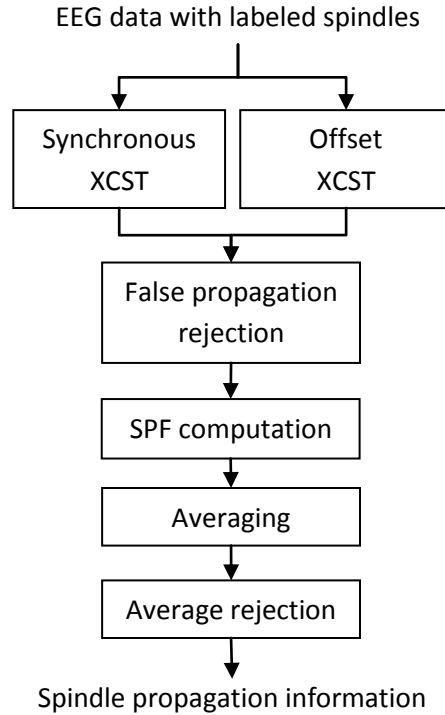 EEG data with labeled spindles
Synchronous
XCST
Offset
XCST
False propagation
rejection
SPF computation
Averaging
Average rejection
Spindle propagation information